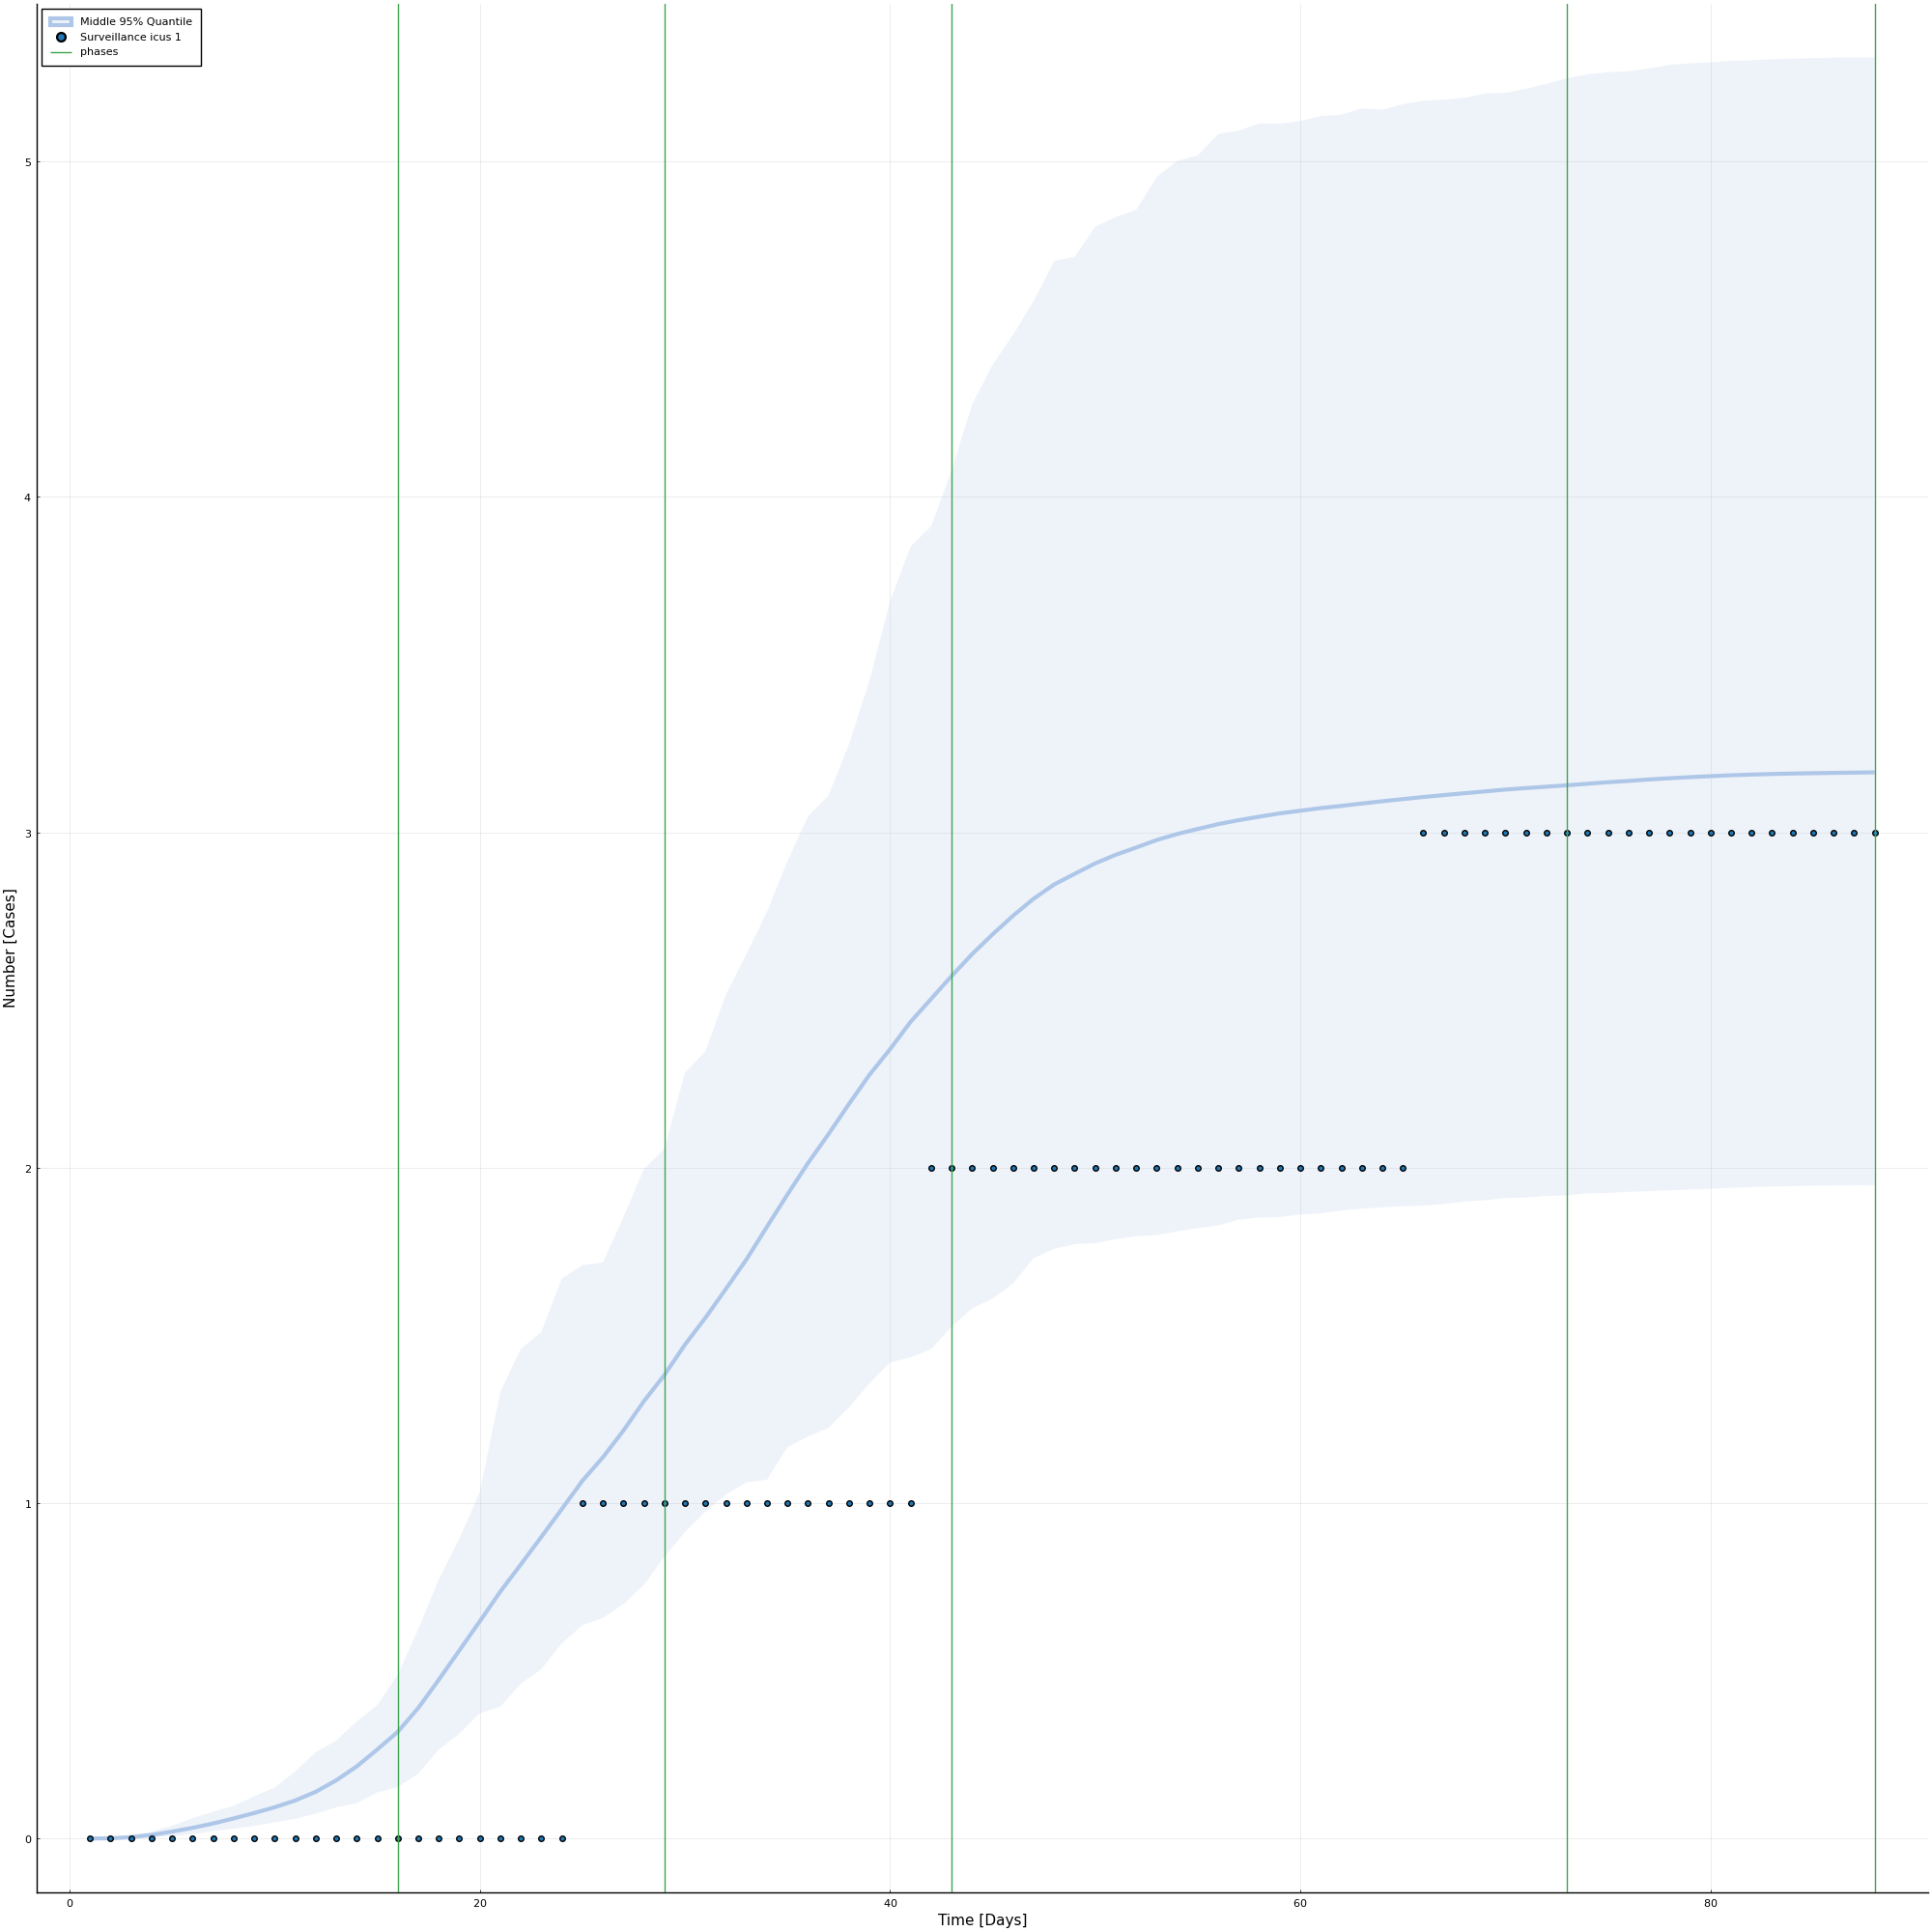 Middle 95% Quantile
Surveillance icus 1
phases
5
4
3
2
1
0
Number [Cases]
0 20 40 60 80
Time [Days]